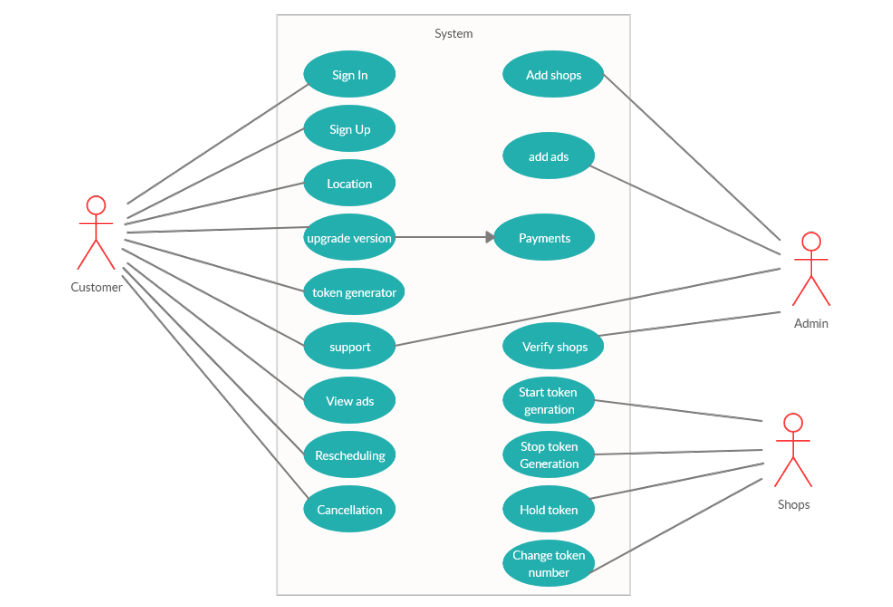 System
Sign In
Sign Up
Location
upgrade version
token generator
support
View ads
Rescheduling
Cancellation
Add shops
add ads
Payments
Verify shops
Start token
genration
Stop token
Generation
Hold token
Change token
number
Customer
Admin
Shops